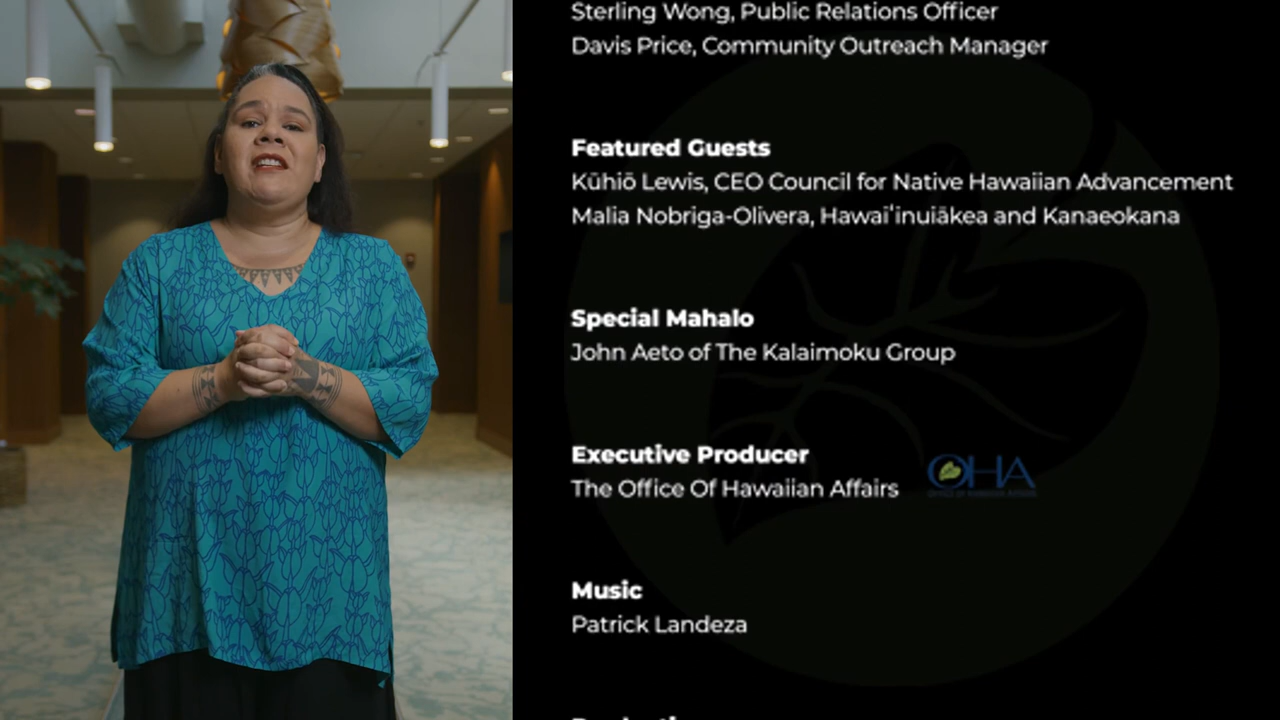 Sterling Wong, Public Relations Officer
Davis Price, Community Outreach Manager
Featured Guests
Kūhiō Lewis, CEO Council for Native Hawaiian Advancement
Malia Nobriga-Olivera, Hawaiʻinuiākea and Kanaeokana
Special Mahalo
John Aeto of The Kalaimoku Group
Executive Producer
The Office Of Hawaiian Affairs
OHA
Music
Patrick Landeza